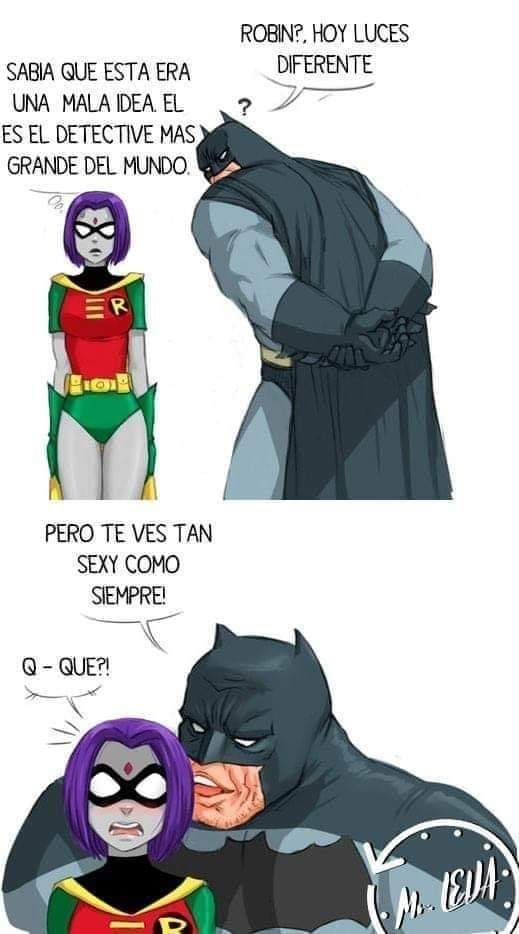 ROBIN?, HOY LUCES
DIFERENTE
SABIA QUE ESTA ERA
UNA MALA IDEA. EL
ES EL DETECTIVE MAS
GRANDE DEL MUNDO.
?
R
PERO TE VES TAN
SEXY COMO
SIEMPRE!
Q - QUE?!
R
Mr. LEVA